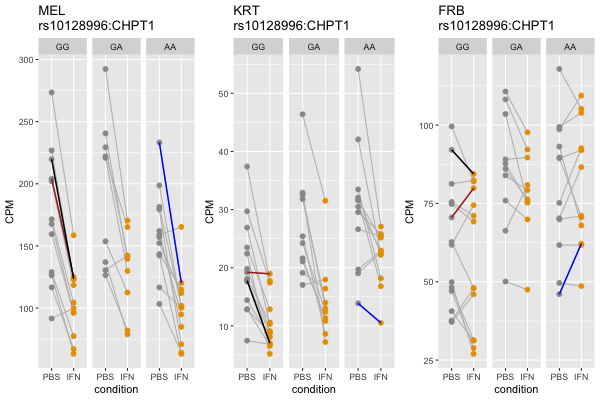 MEL
rs10128996:CHPT1
GG GA AA
300
250
200
150
100
CPM
PBS IFN PBS IFN PBS IFN
condition
KRT
rs10128996:CHPT1
GG GA AA
50
40
30
20
10
CPM
PBS IFN PBS IFN PBS IFN
condition
FRB
rs10128996:CHPT1
GG GA AA
100
75
50
25
CPM
PBS IFN PBS IFN PBS IFN
condition